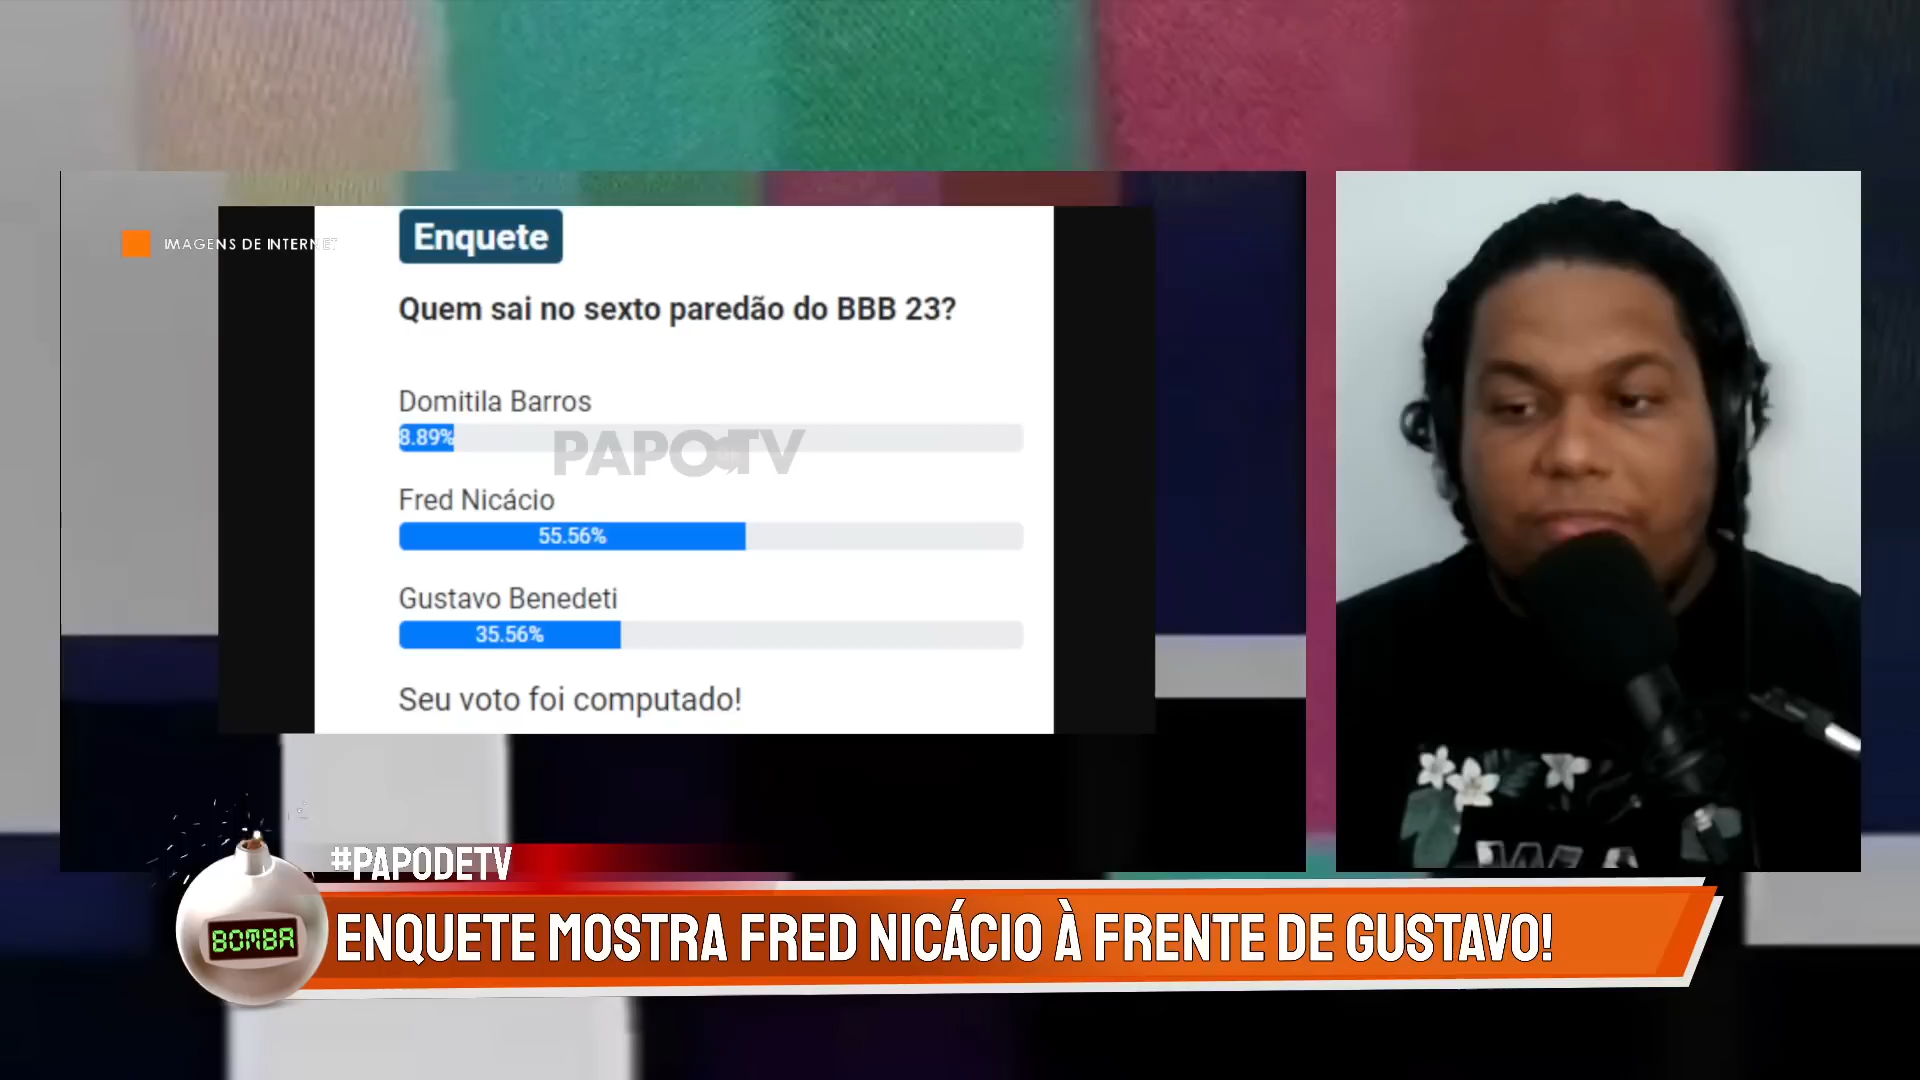 IMAGENS DE INTERNET
Enquete
Quem sai no sexto paredão do BBB 23?
Domitila Barros
8.89%
PAPO TV
Fred Nicácio
55.56%
Gustavo Benedeti
35.56%
Seu voto foi computado!
#PAPODETV
BOMBA
ENQUETE MOSTRA FRED NICÁCIO À FRENTE DE GUSTAVO!